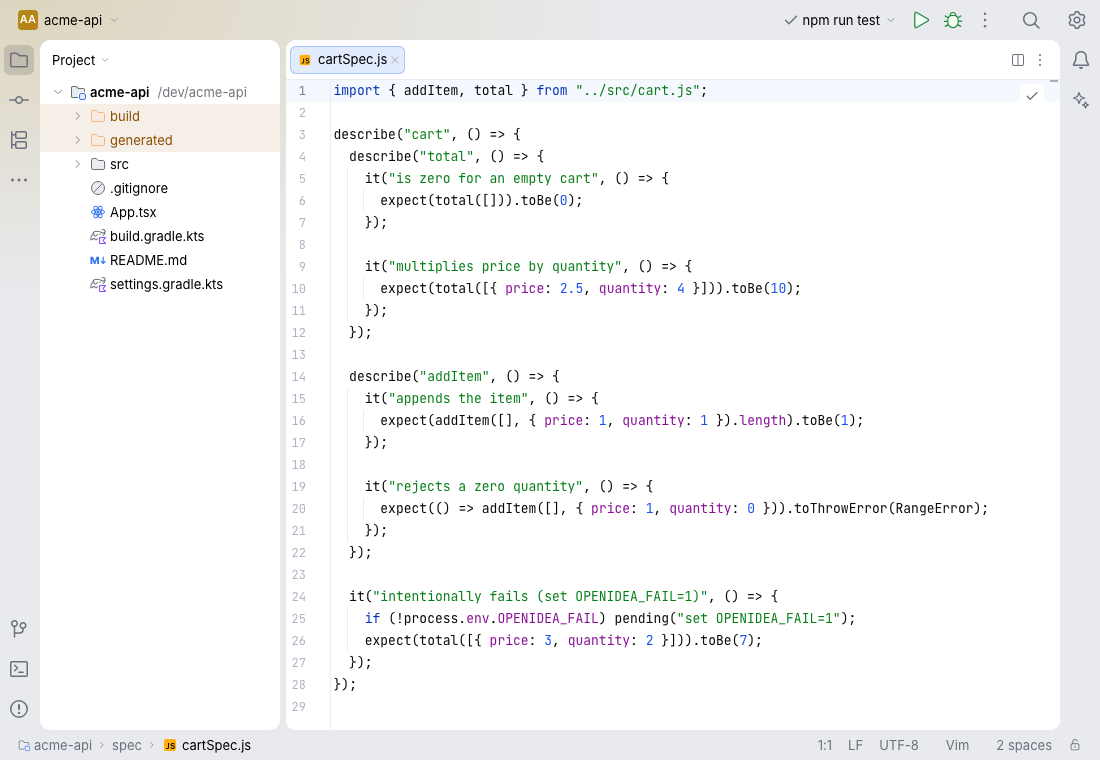 AA acme-api
npm run test
Project
cartSpec.js
acme-api /dev/acme-api
build
generated
src
.gitignore
App.tsx
build.gradle.kts
README.md
settings.gradle.kts
1 import { addItem, total } from "../src/cart.js";
2
3 describe("cart", () => {
4   describe("total", () => {
5     it("is zero for an empty cart", () => {
6       expect(total([])).toBe(0);
7     });
8
9     it("multiplies price by quantity", () => {
10       expect(total([{ price: 2.5, quantity: 4 }])).toBe(10);
11     });
12   });
13
14   describe("addItem", () => {
15     it("appends the item", () => {
16       expect(addItem([], { price: 1, quantity: 1 }).length).toBe(1);
17     });
18
19     it("rejects a zero quantity", () => {
20       expect(() => addItem([], { price: 1, quantity: 0 })).toThrowError(RangeError);
21     });
22   });
23
24   it("intentionally fails (set OPENIDEA_FAIL=1)", () => {
25     if (!process.env.OPENIDEA_FAIL) pending("set OPENIDEA_FAIL=1");
26     expect(total([{ price: 3, quantity: 2 }])).toBe(7);
27   });
28 });
29
acme-api spec JS cartSpec.js
1:1 LF UTF-8 Vim 2 spaces